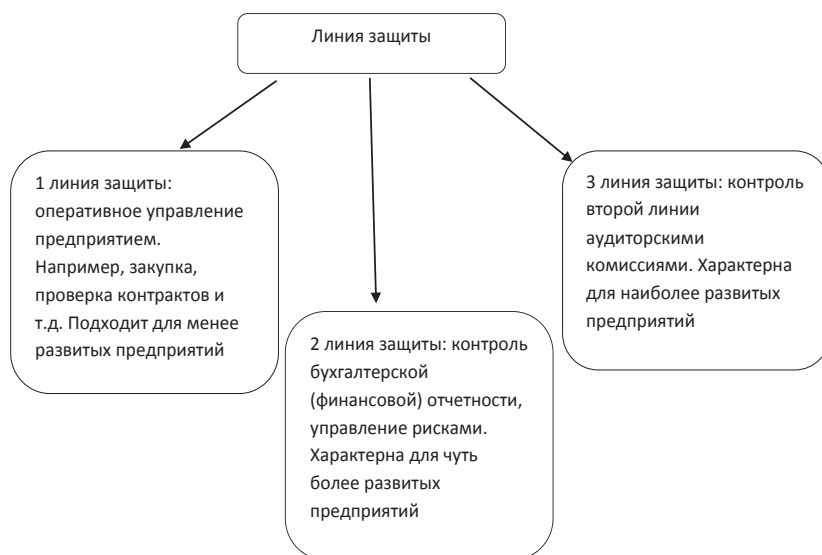 Линия защиты
1 линия защиты:
оперативное управление
предприятием.
Например, закупка,
проверка контрактов и
т.д. Подходит для менее
развитых предприятий
2 линия защиты: контроль
бухгалтерской
(финансовой) отчетности,
управление рисками.
Характерна для чуть
более развитых
предприятий
3 линия защиты: контроль
второй линии
аудиторскими
комиссиями. Характерна
для наиболее развитых
предприятий